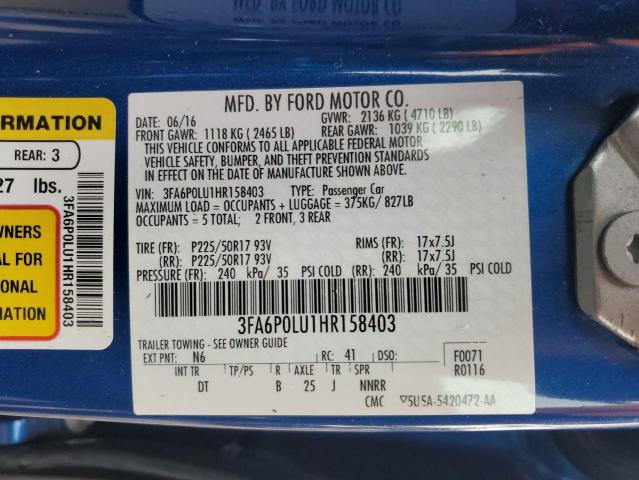 MFD. BY FORD MOTOR CO.
ORMATION
REAR: 3
27 lbs.
WNERS
AL FOR
ONAL
MATION
3FA6P0LU1HR158403
MFD. BY FORD MOTOR CO.
DATE: 06/16 GVWR: 2136 KG ( 4710 LB)
FRONT GAWR: 1118 KG ( 2465 LB) REAR GAWR: 1039 KG ( 2290 LB)
THIS VEHICLE CONFORMS TO ALL APPLICABLE FEDERAL MOTOR
VEHICLE SAFETY, BUMPER, AND THEFT PREVENTION STANDARDS
IN EFFECT ON THE DATE OF MANUFACTURE SHOWN ABOVE.
VIN: 3FA6P0LU1HR158403 TYPE: Passenger Car
MAXIMUM LOAD = OCCUPANTS + LUGGAGE = 375KG/ 827LB
OCCUPANTS = 5 TOTAL; 2 FRONT, 3 REAR
TIRE (FR): P225/50R17 93V RIMS (FR): 17x7.5J
(RR): P225/50R17 93V (RR): 17x7.5J
PRESSURE (FR): 240 kPa/ 35 PSI COLD (RR): 240 kPa/ 35 PSI COLD
3FA6P0LU1HR158403
TRAILER TOWING - SEE OWNER GUIDE
EXT PNT: N6 RC: 41 DSO: F0071
INT TR TP/PS R AXLE TR SPR R0116
DT B 25 J NNRR
CMC ▽5U5A-5420472-AA